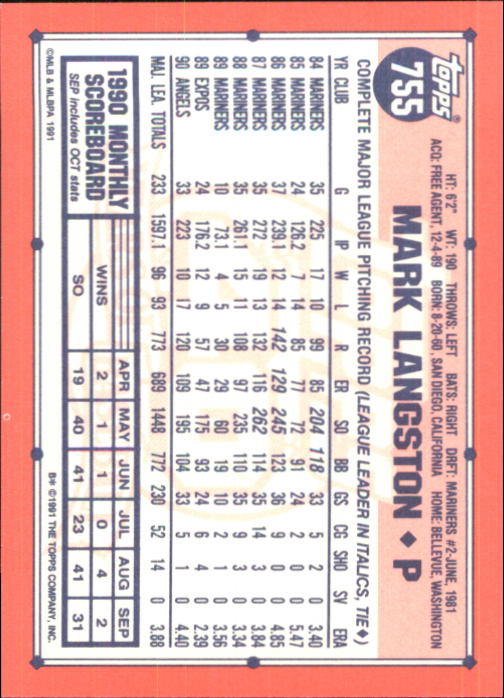 topps®
755
HT: 6'2" WT: 190 THROWS: LEFT BATS: RIGHT DRFT: MARINERS #2-JUNE, 1981
ACQ: FREE AGENT, 12-4-89 BORN: 8-20-60, SAN DIEGO, CALIFORNIA HOME: BELLEVUE, WASHINGTON
MARK LANGSTON ♦ P
COMPLETE MAJOR LEAGUE PITCHING RECORD (LEAGUE LEADER IN ITALICS, TIE♦)
YR CLUB G IP W L R ER SO BB GS CG SHO SV ERA
84 MARINERS 35 225 17 10 99 85 204 118 33 5 2 0 3.40
85 MARINERS 24 126.2 7 14 85 77 72 91 24 2 0 0 5.47
86 MARINERS 37 239.1 12 14 142 129 245 123 36 9 0 0 4.85
87 MARINERS 35 272 19 13 132 116 262 114 35 14 3 0 3.84
88 MARINERS 35 261.1 15 11 108 97 235 110 35 9 3 0 3.34
89 MARINERS 10 73.1 4 5 30 29 60 19 10 2 1 0 3.56
89 EXPOS 24 176.2 12 9 57 47 175 93 24 6 4 0 2.39
90 ANGELS 33 223 10 17 120 109 195 104 33 5 1 0 4.40
MAJ. LEA. TOTALS 233 1597.1 96 93 773 689 1448 772 230 52 14 0 3.88
1990 MONTHLY
SCOREBOARD
SEP includes OCT stats
APR MAY JUN JUL AUG SEP
WINS 2 1 1 0 4 2
SO 19 40 41 23 41 31
©MLB & MLBPA 1991
B* ©1991 THE TOPPS COMPANY, INC.